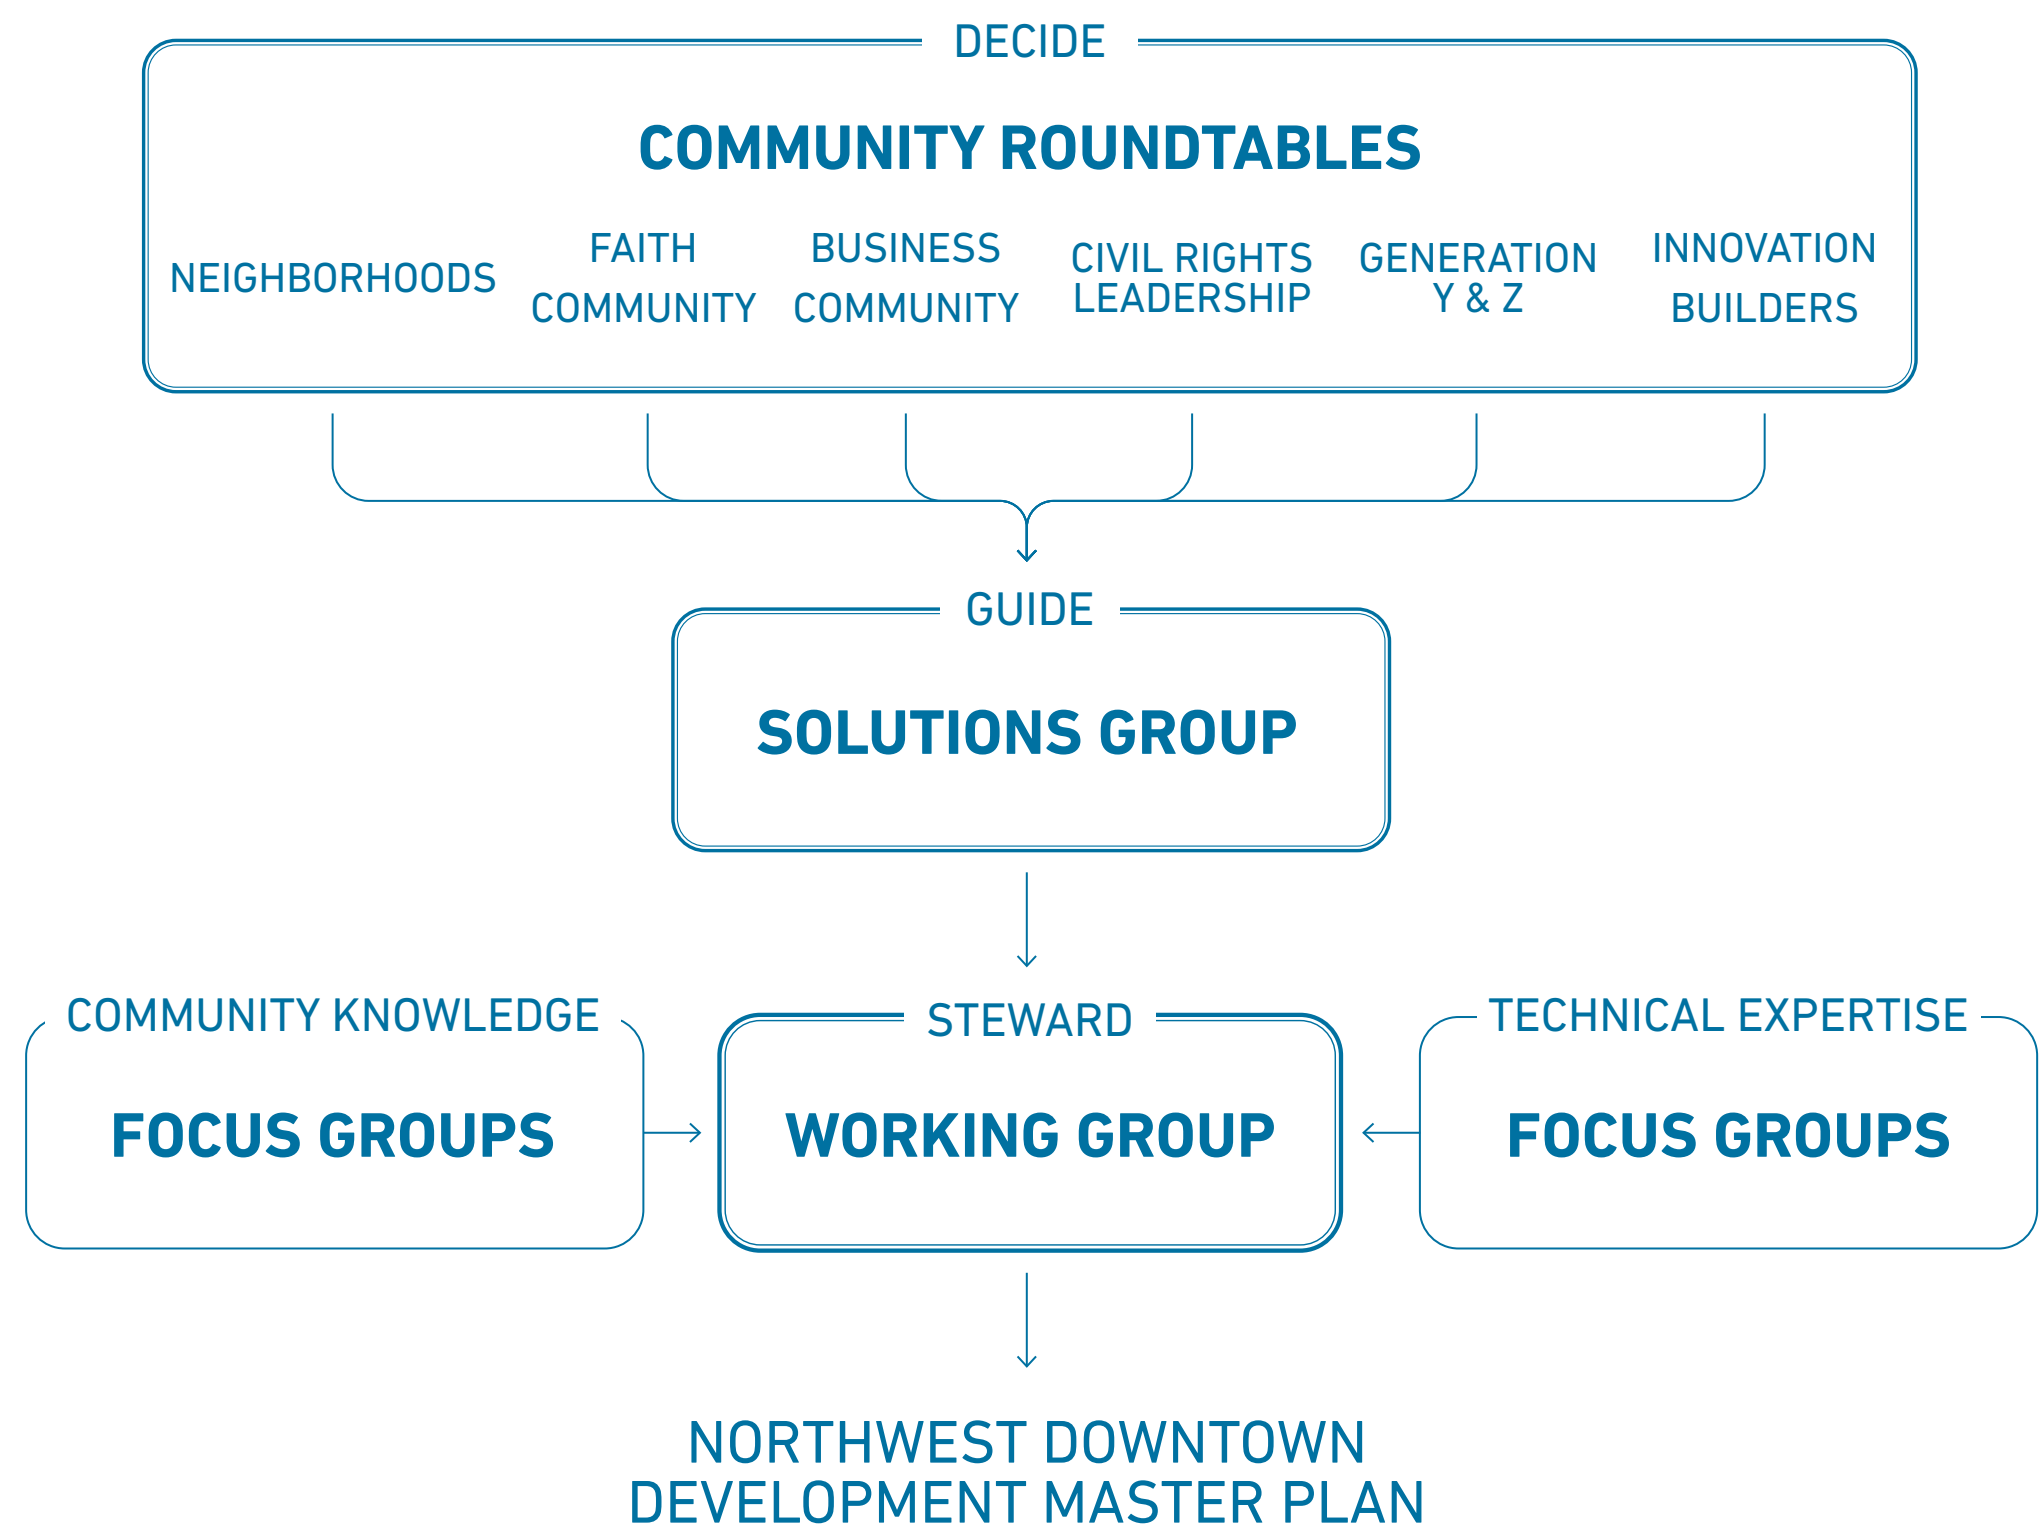 DECIDE
COMMUNITY ROUNDTABLES
NEIGHBORHOODS
FAITH
COMMUNITY
BUSINESS
COMMUNITY
CIVIL RIGHTS
LEADERSHIP
GENERATION
Y & Z
INNOVATION
BUILDERS
GUIDE
SOLUTIONS GROUP
COMMUNITY KNOWLEDGE
FOCUS GROUPS
STEWARD
WORKING GROUP
TECHNICAL EXPERTISE
FOCUS GROUPS
NORTHWEST DOWNTOWN
DEVELOPMENT MASTER PLAN